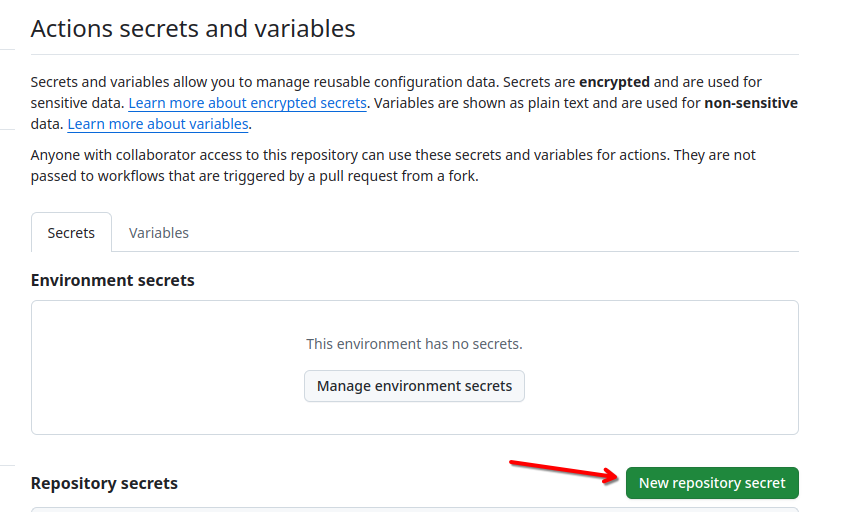 Actions secrets and variables
Secrets and variables allow you to manage reusable configuration data. Secrets are encrypted and are used for
sensitive data. Learn more about encrypted secrets. Variables are shown as plain text and are used for non-sensitive
data. Learn more about variables.
Anyone with collaborator access to this repository can use these secrets and variables for actions. They are not
passed to workflows that are triggered by a pull request from a fork.
Secrets Variables
Environment secrets
This environment has no secrets.
Manage environment secrets
Repository secrets New repository secret